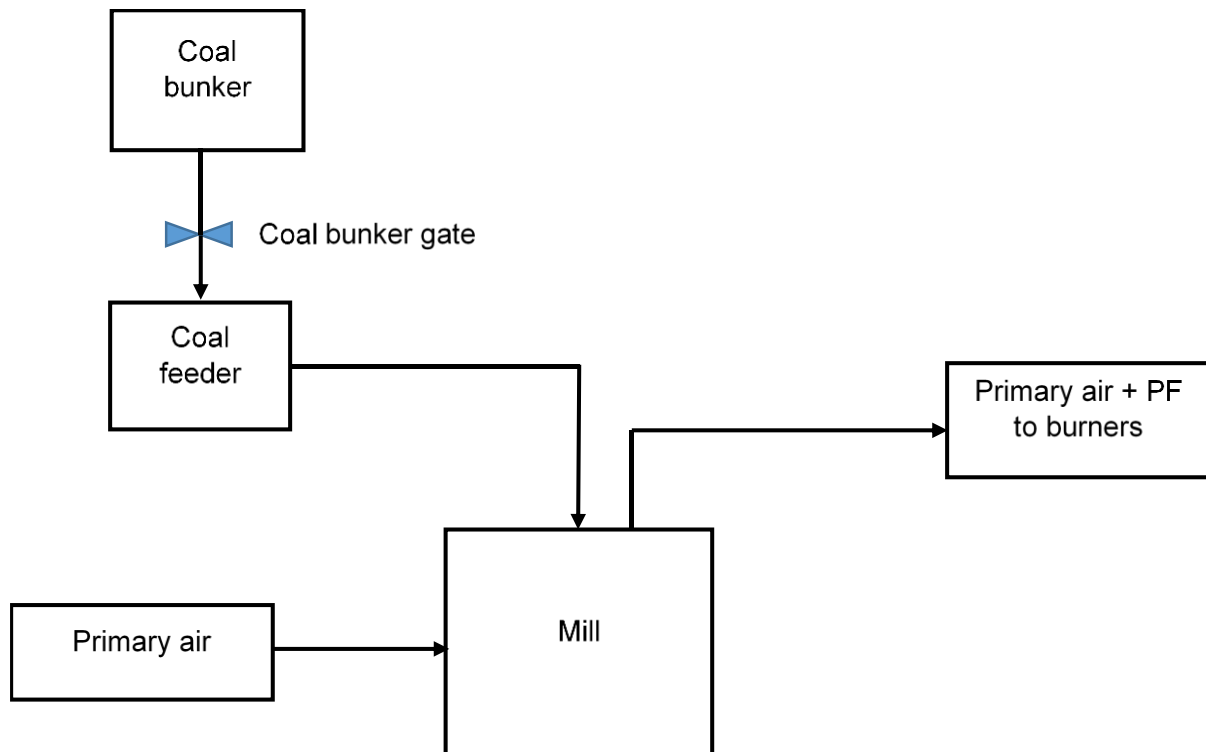 Coal
bunker
Coal bunker gate
Coal
feeder
Primary air + PF
to burners
Primary air
Mill